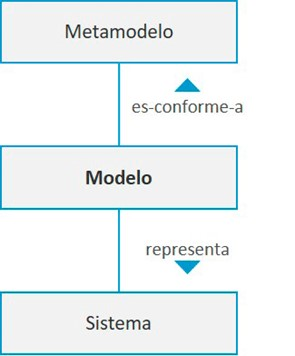 Metamodelo
es-conforme-a
Modelo
representa
Sistema